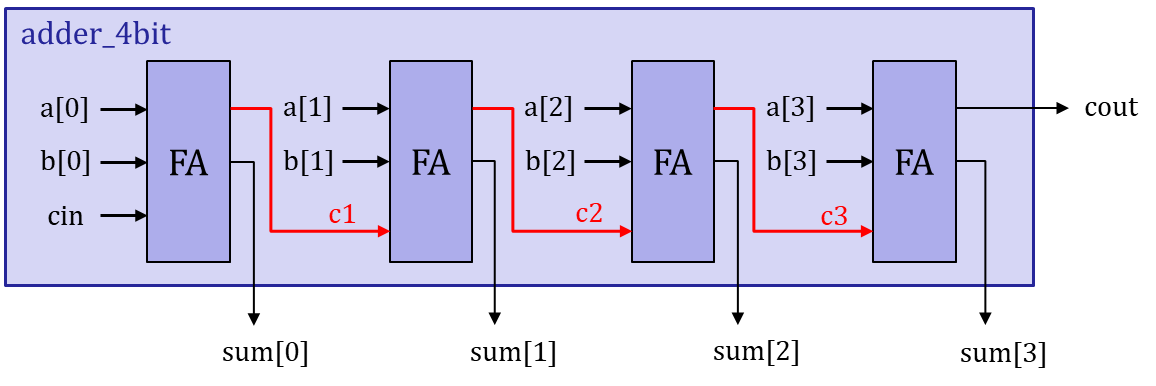 adder_4bit
a[0]
b[0]
cin
FA
c1
a[1]
b[1]
FA
c2
a[2]
b[2]
FA
c3
a[3]
b[3]
FA
cout
sum[0]
sum[1]
sum[2]
sum[3]